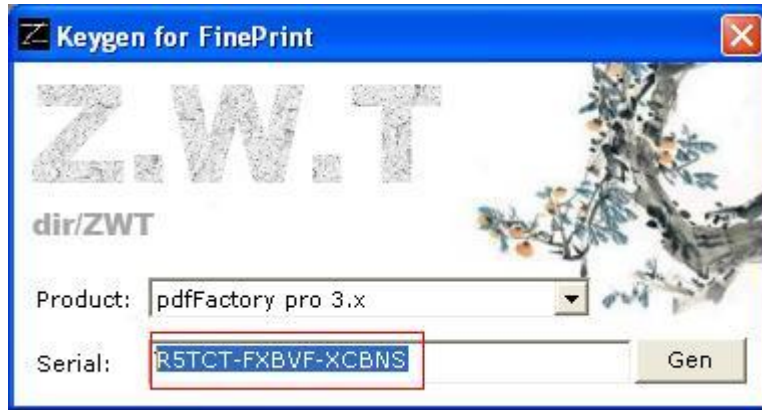 Keygen for FinePrint
Z.W.T
dir/ZWT
Product: pdfFactory pro 3.x
Serial: R5TCT-FXBVF-XCBNS Gen